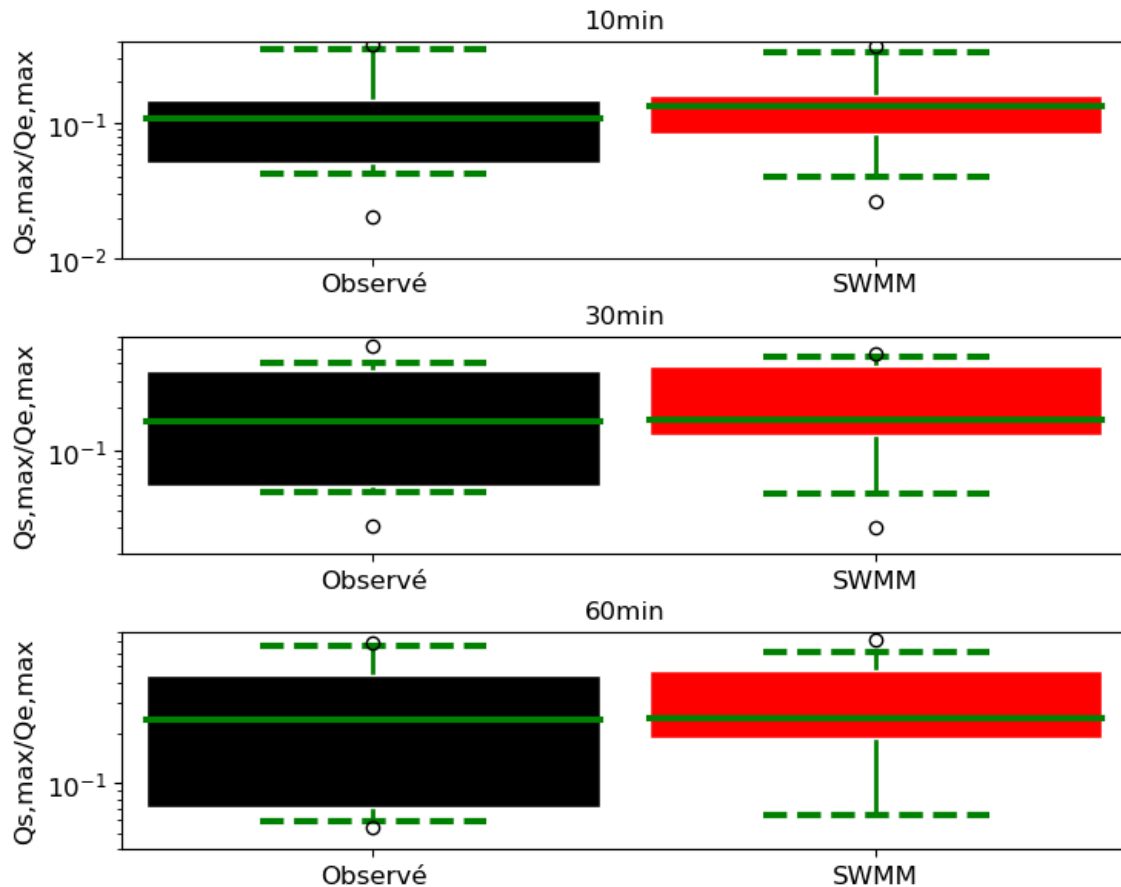 10min
Qs,max/Qe,max
10⁻¹
10⁻²
Observé SWMM
30min
Qs,max/Qe,max
10⁻¹
Observé SWMM
60min
Qs,max/Qe,max
10⁻¹
Observé SWMM